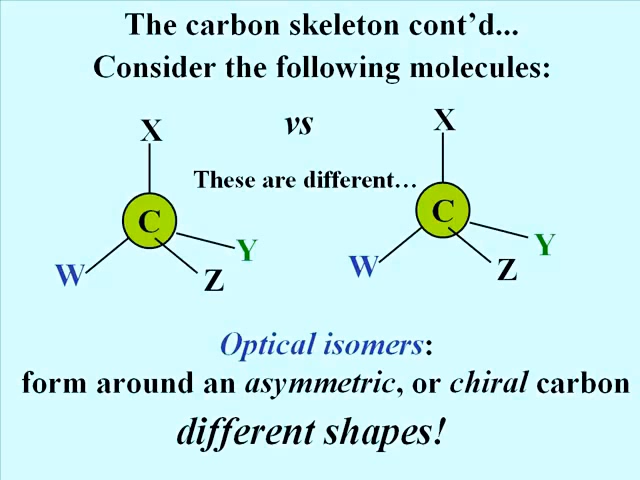 The carbon skeleton cont’d...
Consider the following molecules:
X vs X
These are different…
C C
W Z Y W Z Y
Optical isomers:
form around an asymmetric, or chiral carbon
different shapes!